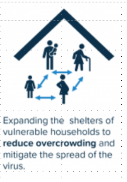 Expanding the shelters of
vulnerable households to
reduce overcrowding and
mitigate the spread of the
virus.